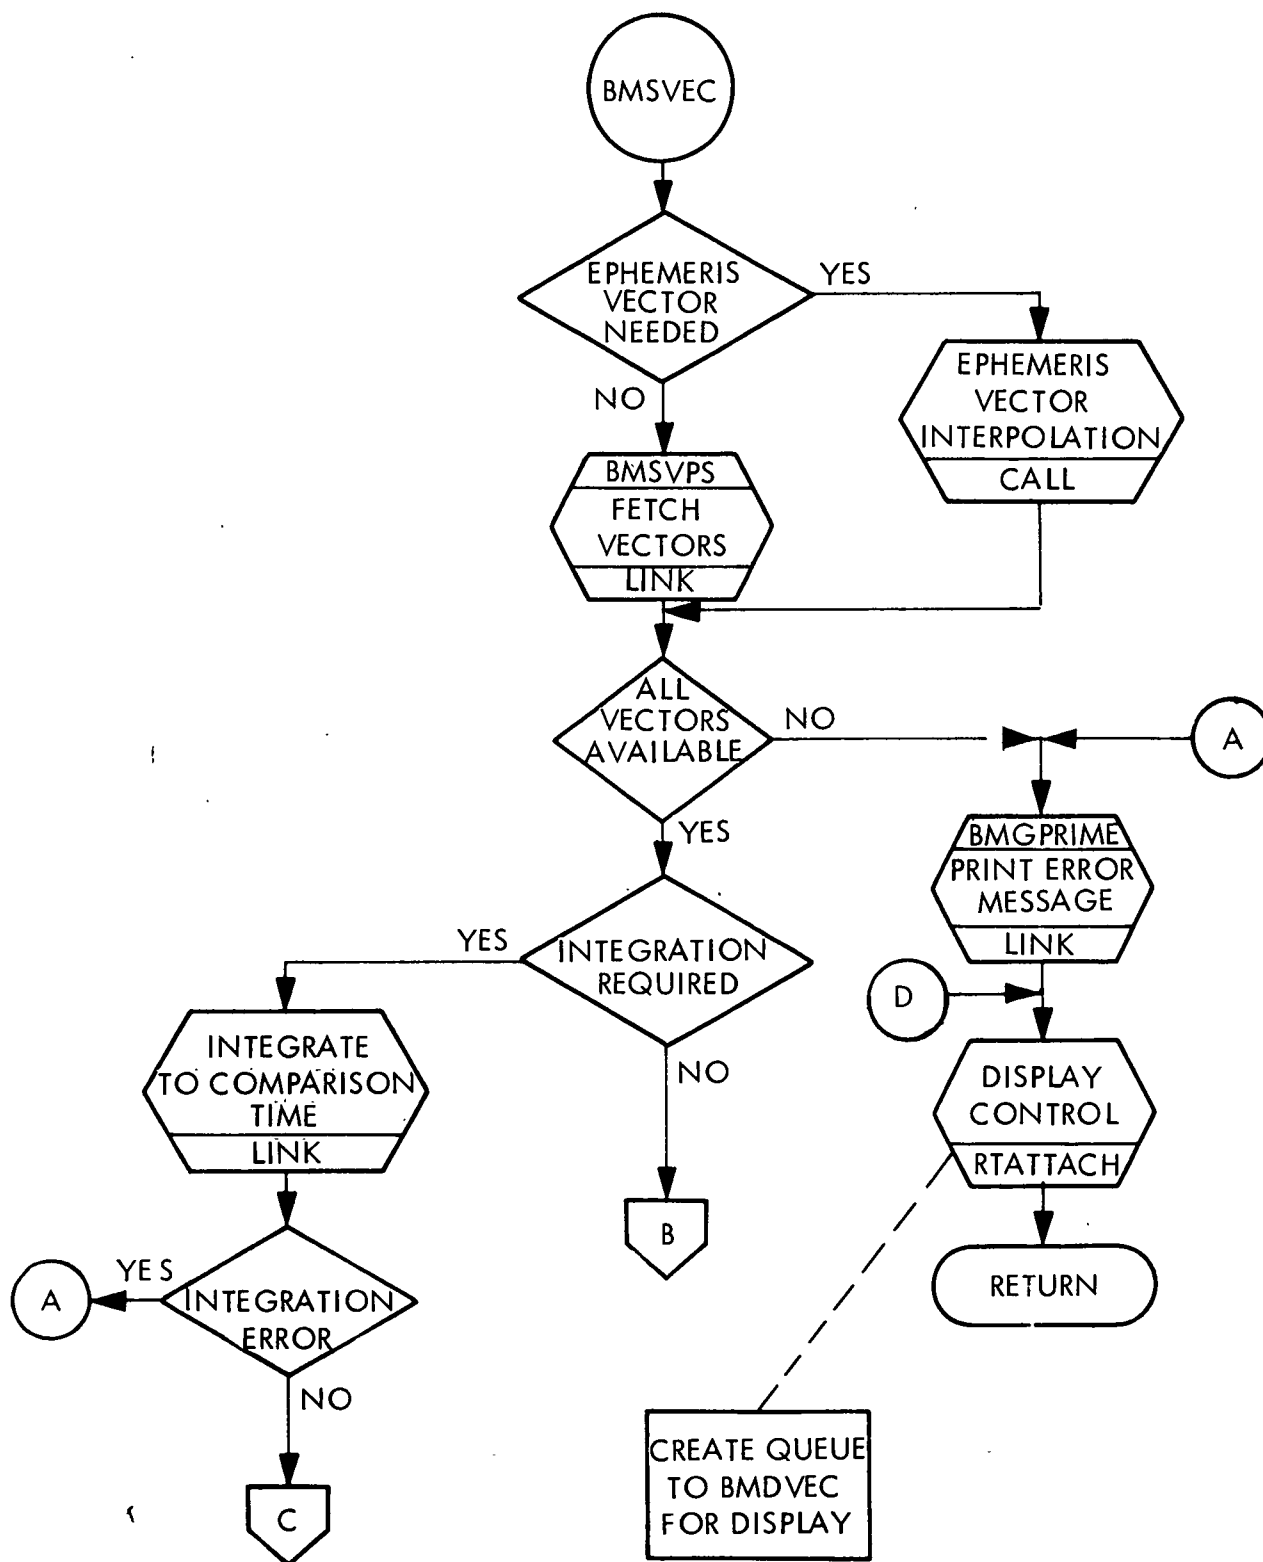 BMSVEC
EPHEMERIS
VECTOR
NEEDED
YES
NO
EPHEMERIS
VECTOR
INTERPOLATION
CALL
BMSVPS
FETCH
VECTORS
LINK
ALL
VECTORS
AVAILABLE
NO
A
YES
BMGPRIME
PRINT ERROR
MESSAGE
LINK
INTEGRATION
REQUIRED
YES
NO
D
INTEGRATE
TO COMPARISON
TIME
LINK
DISPLAY
CONTROL
RTATTACH
B
RETURN
INTEGRATION
ERROR
YES
A
NO
C
CREATE QUEUE
TO BMDVEC
FOR DISPLAY